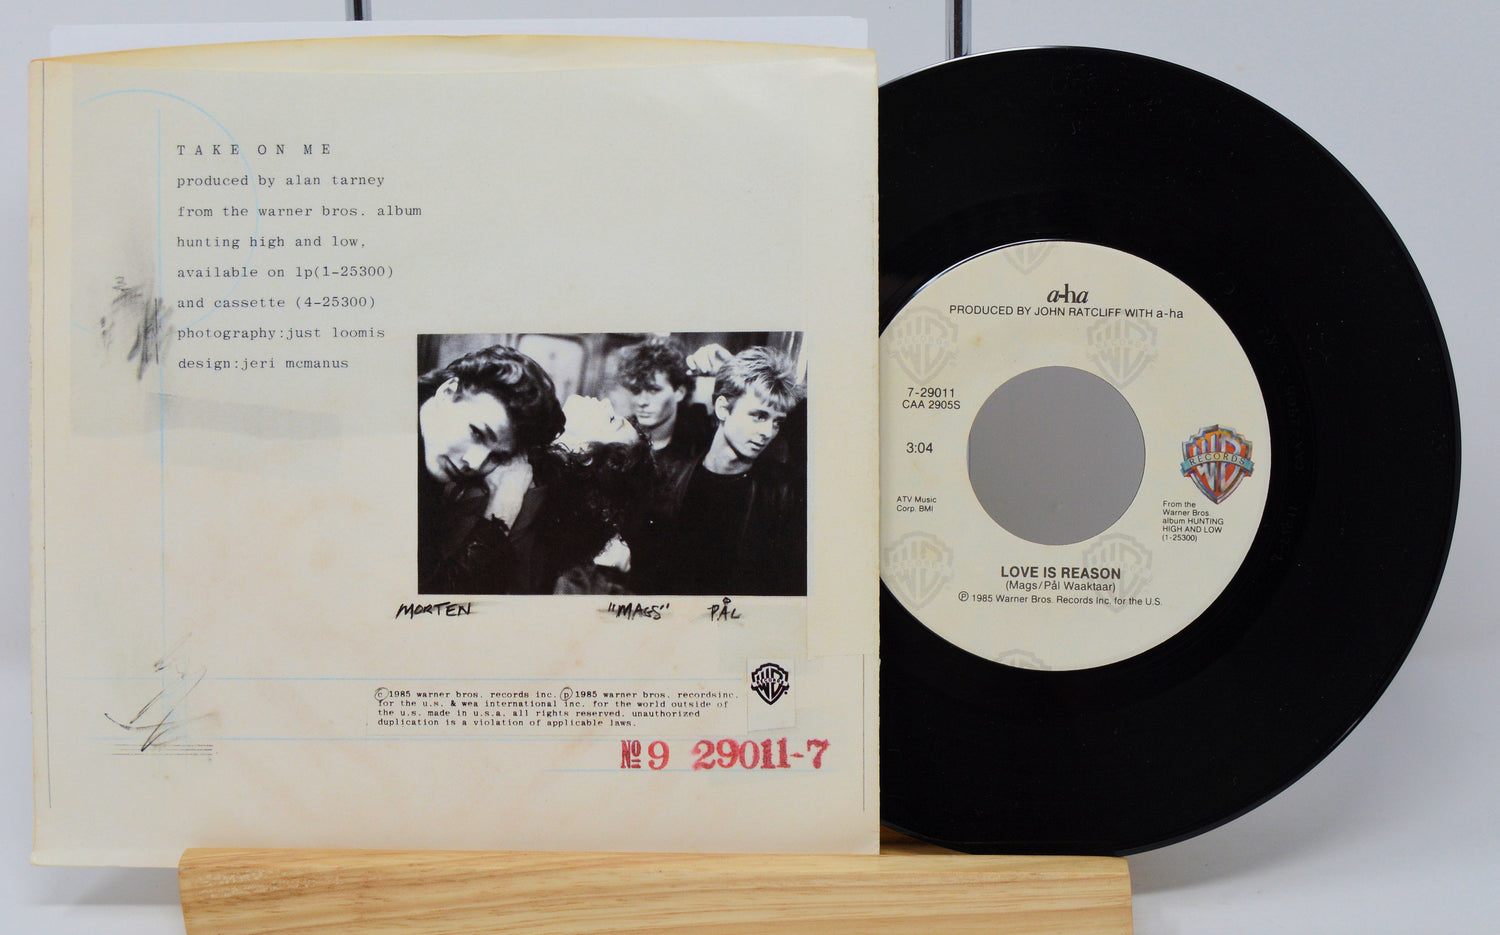 TAKE ON ME
produced by alan tarney
from the warner bros. album
hunting high and low,
available on lp(1-25300)
and cassette (4-25300)
photography:just loomis
design:jeri mcmanus
MORTEN "MAGS" PÅL
©1985 warner bros. records inc. ℗1985 warner bros. recordsinc.
for the u.s. & wea international inc. for the world outside of
the u.s. made in u.s.a. all rights reserved. unauthorized
duplication is a violation of applicable laws.
№ 9 29011-7
a-ha
PRODUCED BY JOHN RATCLIFF WITH a-ha
7-29011
CAA 2905S
3:04
ATV Music
Corp. BMI
WB
RECORDS
From the
Warner Bros.
album HUNTING
HIGH AND LOW
(1-25300)
LOVE IS REASON
(Mags/Pål Waaktaar)
℗ 1985 Warner Bros. Records Inc. for the U.S.